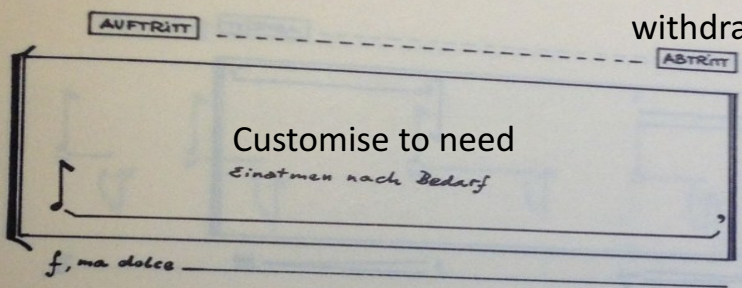 withdra
AUFTRITT
ABTRITT
Customise to need
Einatmen nach Bedarf
f, ma dolce